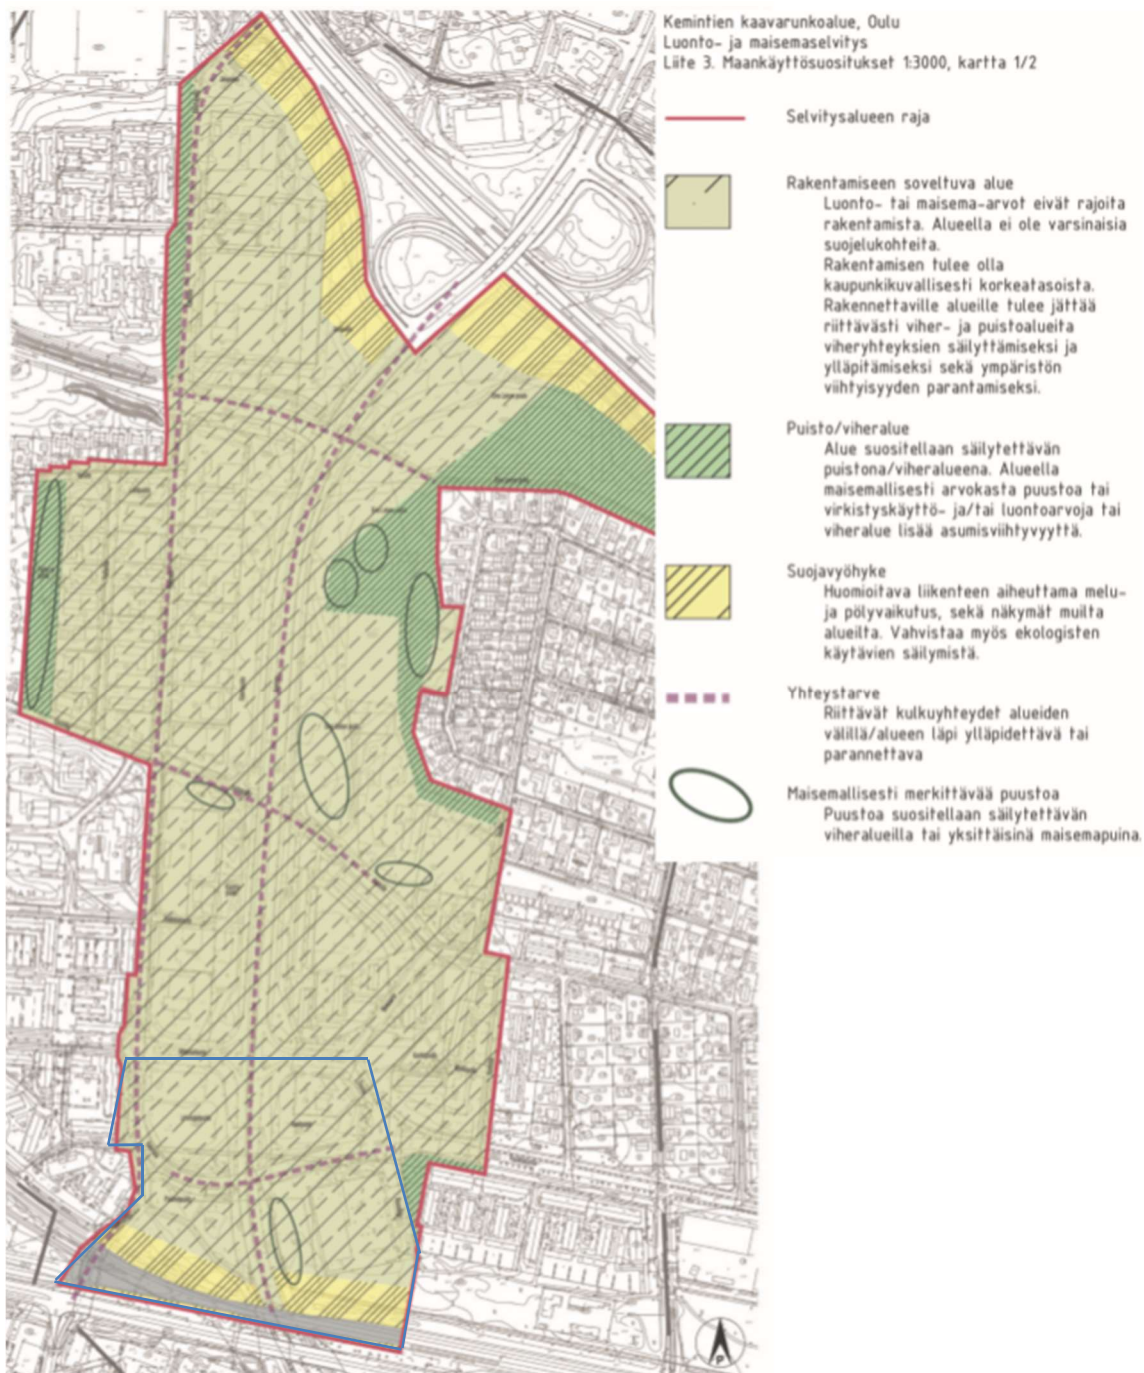 Kemintien kaavarunkoalue, Oulu
Luonto- ja maisemaselvitys
Liite 3. Maankäyttösuositukset 1:3000, kartta 1/2
Selvitysalueen raja
Rakentamiseen soveltuva alue
Luonto- tai maisema-arvot eivät rajoita
rakentamista. Alueella ei ole varsinaisia
suojelukohteita.
Rakentamisen tulee olla
kaupunkikuvallisesti korkeatasoista.
Rakennettaville alueille tulee jättää
riittävästi viher- ja puistoalueita
viheryhteyksien säilyttämiseksi ja
ylläpitämiseksi sekä ympäristön
viihtyisyyden parantamiseksi.
Puisto/viheralue
Alue suositellaan säilytettävän
puistona/viheralueena. Alueella
maisemallisesti arvokasta puustoa tai
virkistyskäyttö- ja/tai luontoarvoja tai
viheralue lisää asumisviihtyvyyttä.
Suojavyöhyke
Huomioitava liikenteen aiheuttama melu-
ja pölyvaikutus, sekä näkymät muilta
alueilta. Vahvistaa myös ekologisten
käytävien säilymistä.
Yhteystarve
Riittävät kulkuyhteydet alueiden
välillä/alueen läpi ylläpidettävä tai
parannettava
Maisemallisesti merkittävää puustoa
Puustoa suositellaan säilytettävän
viheralueilla tai yksittäisinä maisemapuina.
P